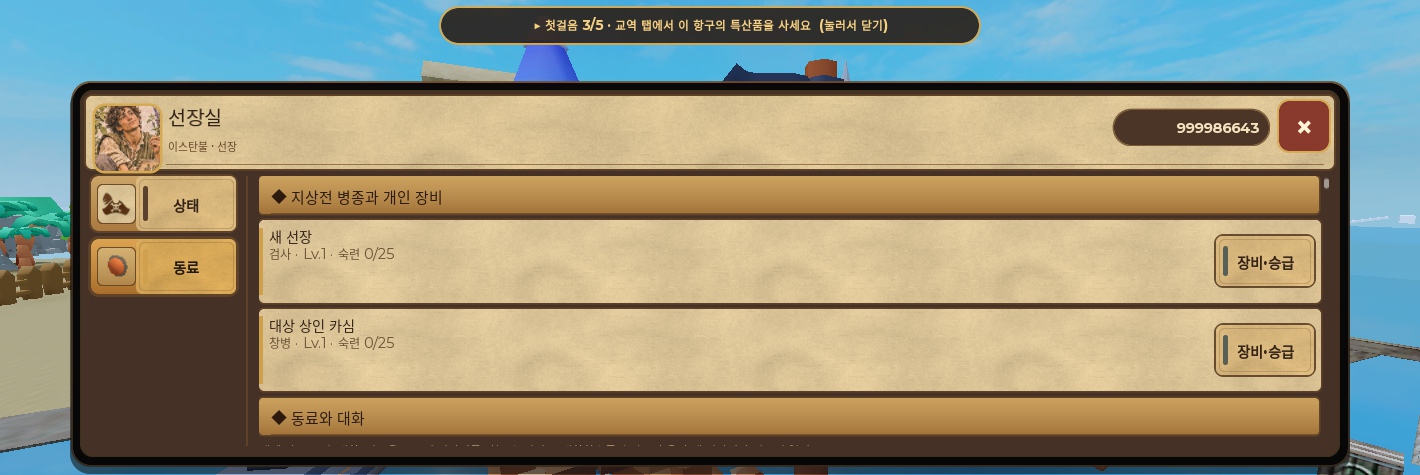 ▸ 첫걸음 3/5 · 교역 탭에서 이 항구의 특산품을 사세요 (눌러서 닫기)
선장실
이스탄불 · 선장
999986643
×
상태
동료
◆ 지상전 병종과 개인 장비
새 선장
검사 · Lv.1 · 숙련 0/25
장비·승급
대상 상인 카심
창병 · Lv.1 · 숙련 0/25
장비·승급
◆ 동료와 대화